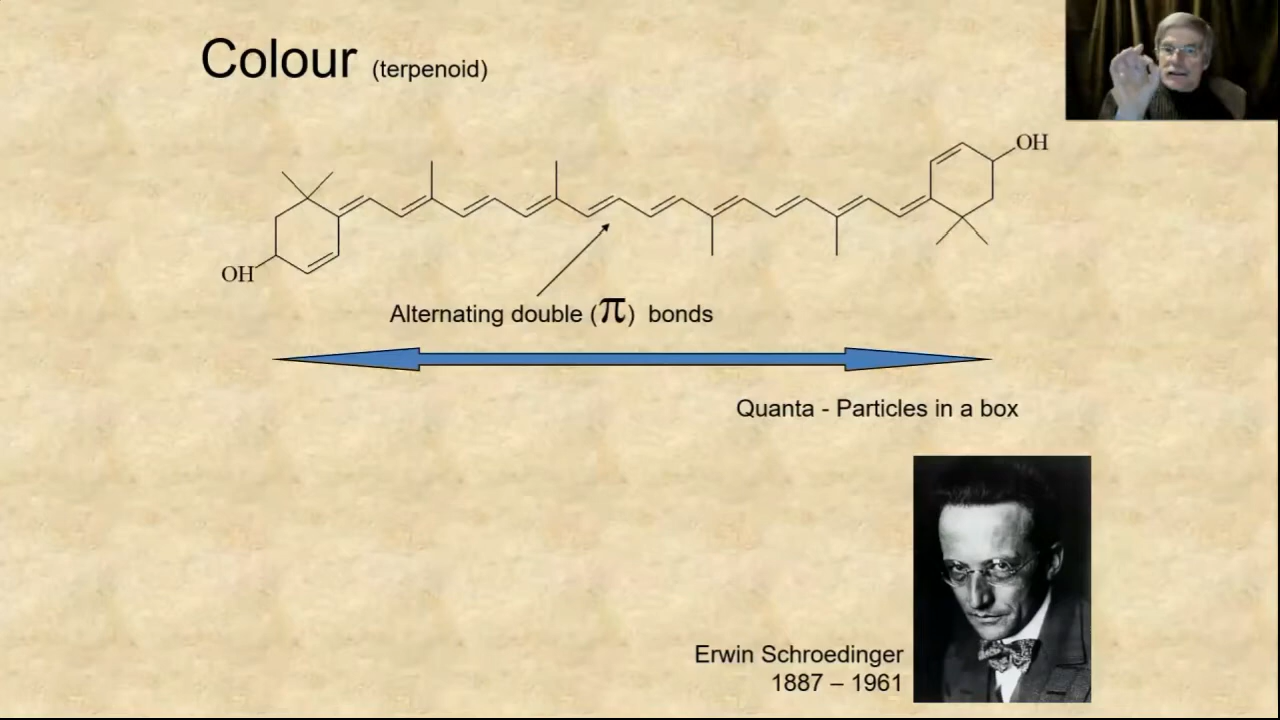 Colour (terpenoid)
OH
OH
Alternating double (π) bonds
Quanta - Particles in a box
Erwin Schroedinger
1887 – 1961